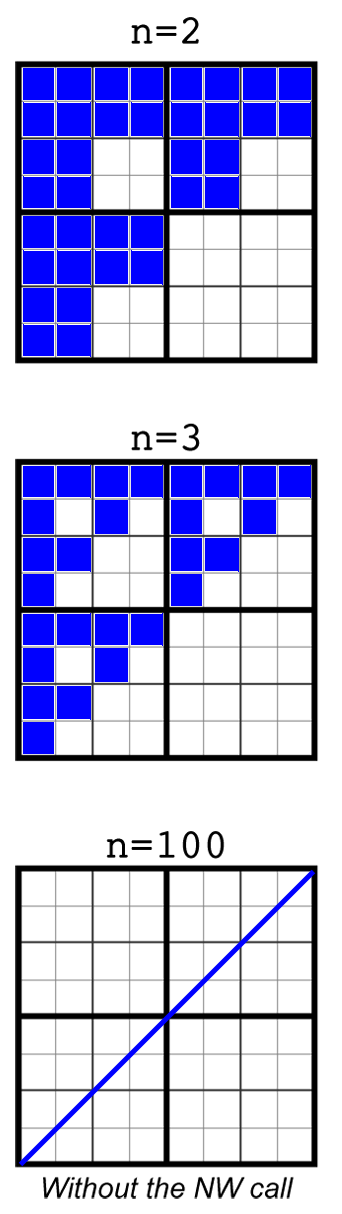 n=2
n=3
n=100
Without the NW call